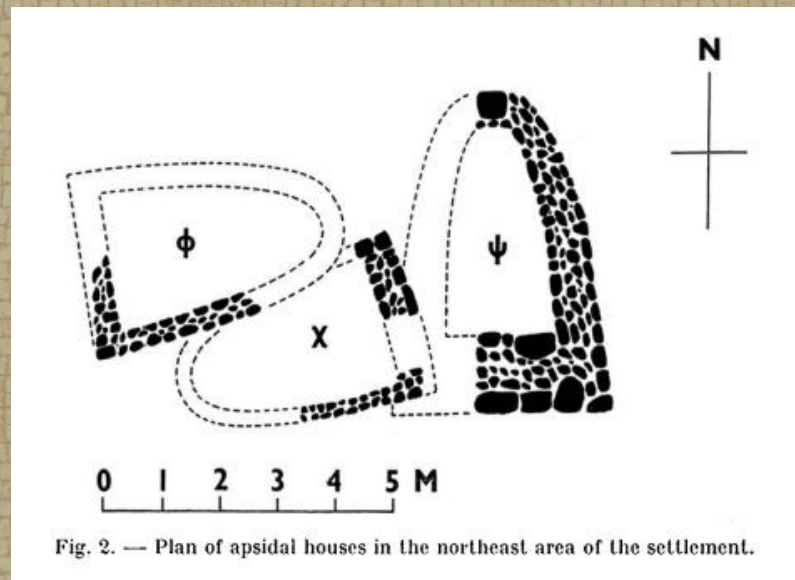 N
ϕ
χ
ψ
0 1 2 3 4 5 M
Fig. 2. — Plan of apsidal houses in the northeast area of the settlement.